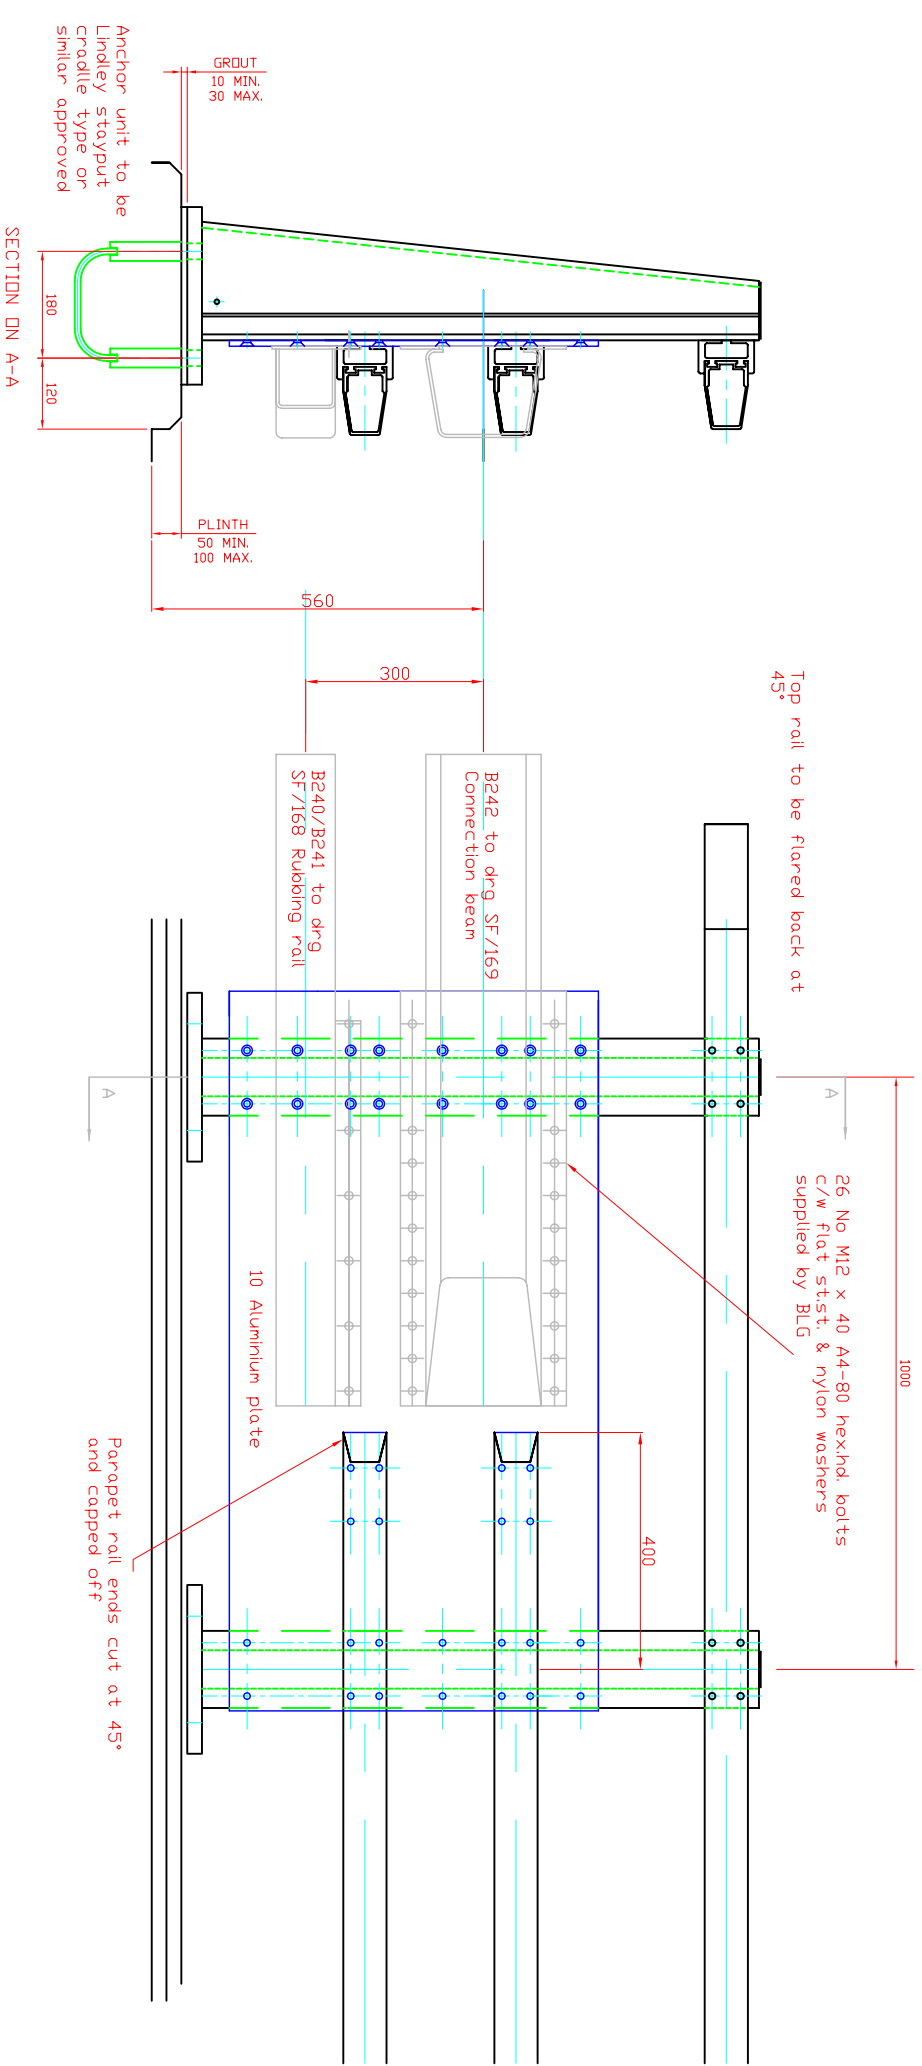 Anchor unit to be
Lindley stayput
cradle type or
similar approved
GROUT
10 MIN.
30 MAX.
180
120
SECTION ON A-A
PLINTH
50 MIN.
100 MAX.
560
300
Top rail to be flared back at
45°
B242 to drg SF/169
Connection beam
B240/B241 to drg
SF/168 Rubbing rail
A
A
26 No M12 x 40 A4-80 hex.hd. bolts
c/w flat st.st. & nylon washers
supplied by BLG
1000
10 Aluminium plate
400
Parapet rail ends cut at 45°
and capped off